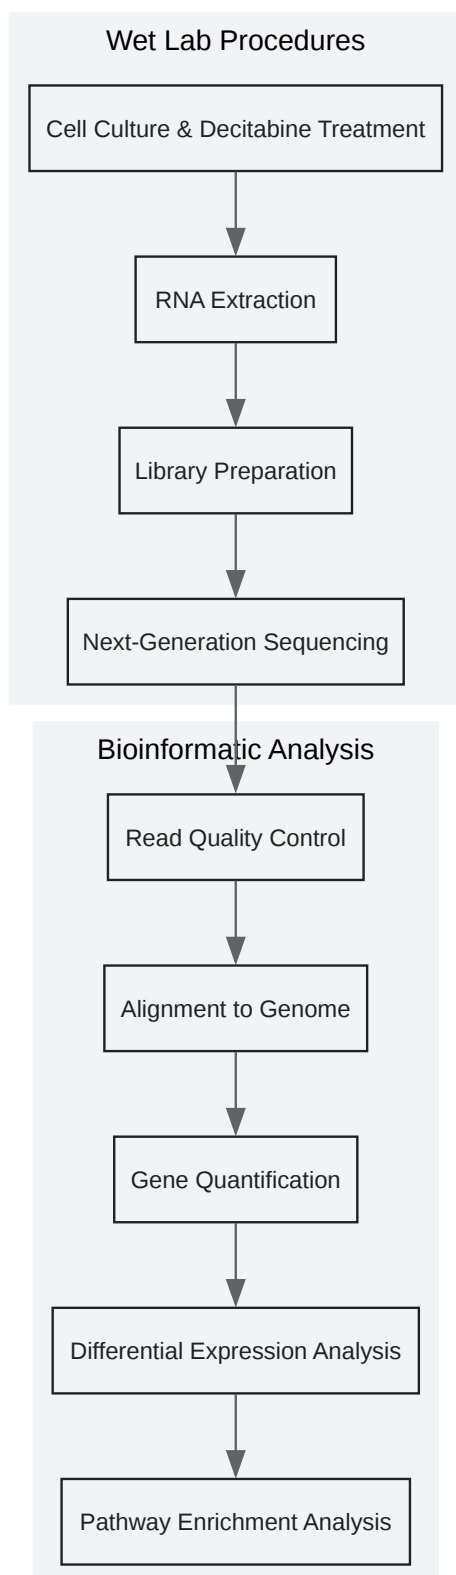 Wet Lab Procedures
Cell Culture & Decitabine Treatment
RNA Extraction
Library Preparation
Next-Generation Sequencing
Bioinformatic Analysis
Read Quality Control
Alignment to Genome
Gene Quantification
Differential Expression Analysis
Pathway Enrichment Analysis